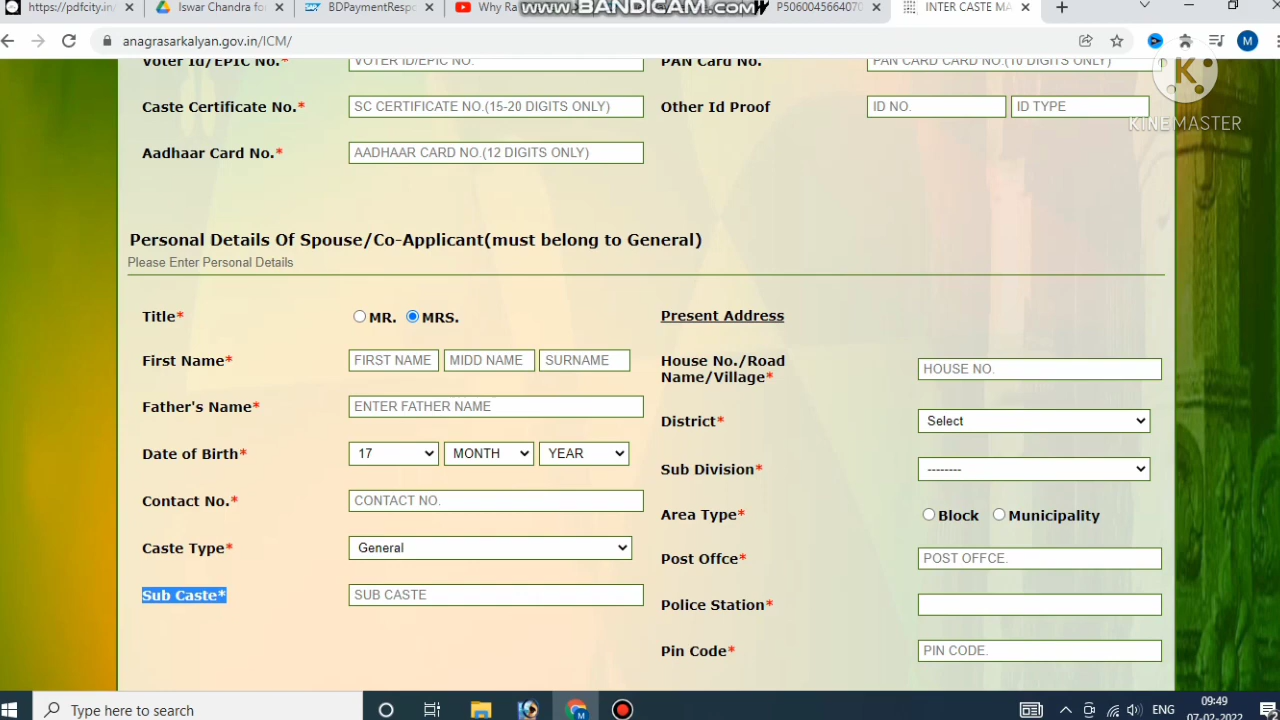 https://pdfcity.in/
Iswar Chandra for
BDPaymentRespo
Why Ra
www.BANDICAM.com
P5060045664070
INTER CASTE MA
anagrasarkalyan.gov.in/ICM/
M
K
KINEMASTER
Voter Id/EPIC No.* VOTER ID/EPIC NO. PAN Card No. PAN CARD CARD NO.(10 DIGITS ONLY)
Caste Certificate No.* SC CERTIFICATE NO.(15-20 DIGITS ONLY) Other Id Proof ID NO. ID TYPE
Aadhaar Card No.* AADHAAR CARD NO.(12 DIGITS ONLY)
Personal Details Of Spouse/Co-Applicant(must belong to General)
Please Enter Personal Details
Title* MR. MRS. Present Address
First Name* FIRST NAME MIDD NAME SURNAME House No./Road
Name/Village* HOUSE NO.
Father's Name* ENTER FATHER NAME
District* Select
Date of Birth* 17 MONTH YEAR
Sub Division* --------
Contact No.* CONTACT NO.
Area Type* Block Municipality
Caste Type* General
Post Offce* POST OFFCE.
Sub Caste* SUB CASTE
Police Station*
Pin Code* PIN CODE.
Type here to search
M
ENG
09:49
07-02-2022